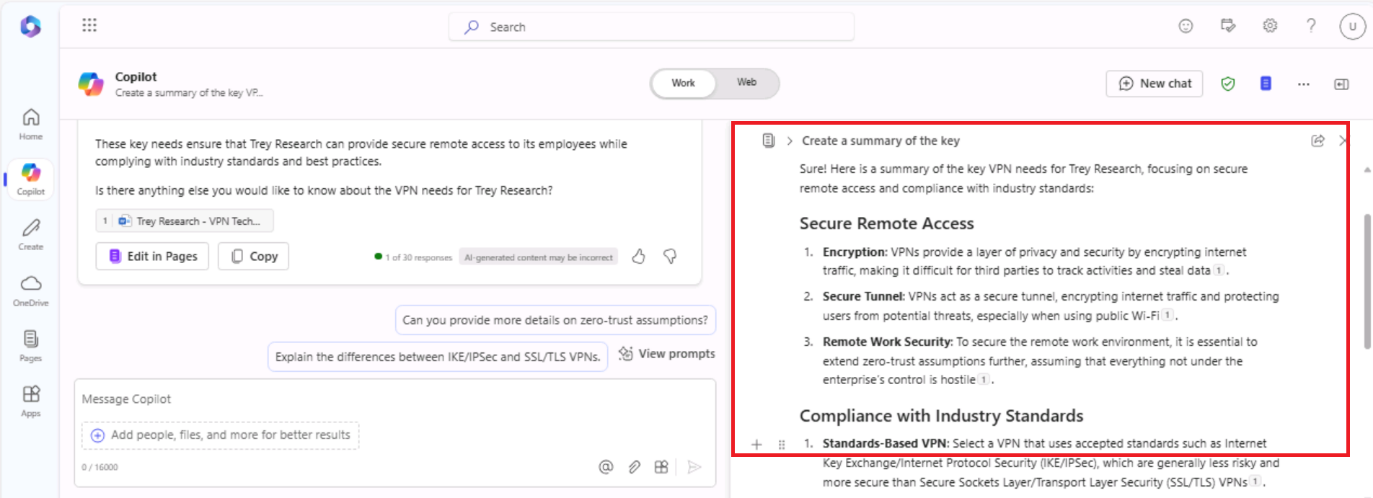 Search
U
Home
Copilot
Create
OneDrive
Pages
Apps
Copilot
Create a summary of the key VP...
Work
Web
New chat
These key needs ensure that Trey Research can provide secure remote access to its employees while
complying with industry standards and best practices.
Is there anything else you would like to know about the VPN needs for Trey Research?
1 Trey Research - VPN Tech...
Edit in Pages
Copy
1 of 30 responses
AI-generated content may be incorrect
Can you provide more details on zero-trust assumptions?
Explain the differences between IKE/IPSec and SSL/TLS VPNs.
View prompts
Message Copilot
Add people, files, and more for better results
0 / 16000
Create a summary of the key
Sure! Here is a summary of the key VPN needs for Trey Research, focusing on secure
remote access and compliance with industry standards:
Secure Remote Access
1. Encryption: VPNs provide a layer of privacy and security by encrypting internet
traffic, making it difficult for third parties to track activities and steal data 1 .
2. Secure Tunnel: VPNs act as a secure tunnel, encrypting internet traffic and protecting
users from potential threats, especially when using public Wi-Fi 1 .
3. Remote Work Security: To secure the remote work environment, it is essential to
extend zero-trust assumptions further, assuming that everything not under the
enterprise's control is hostile 1 .
Compliance with Industry Standards
1. Standards-Based VPN: Select a VPN that uses accepted standards such as Internet
Key Exchange/Internet Protocol Security (IKE/IPSec), which are generally less risky and
more secure than Secure Sockets Layer/Transport Layer Security (SSL/TLS) VPNs 1 .